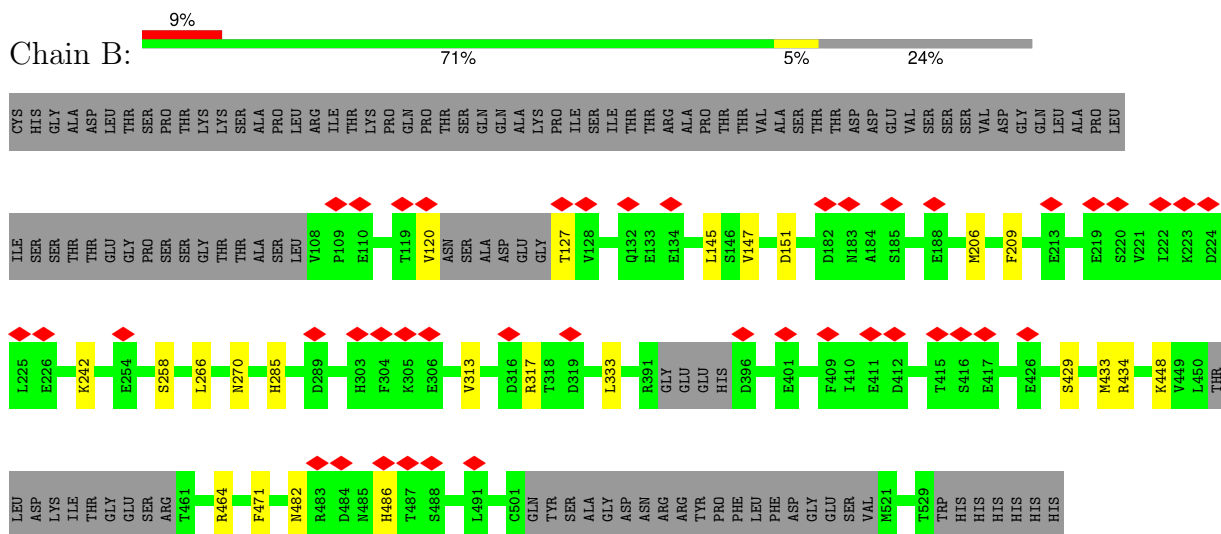 9%
Chain B:
71% 5% 24%
CYS HIS GLY ALA ASP LEU THR SER PRO THR LYS LYS SER ALA PRO LEU ARG ILE THR LYS PRO GLN PRO THR SER GLN GLN ALA LYS PRO ILE SER ILE THR THR ARG ALA PRO THR THR VAL ALA SER THR THR ASP ASP GLU VAL SER SER SER VAL ASP GLY GLN LEU ALA PRO LEU
ILE SER SER THR THR GLU GLY PRO SER SER GLY THR THR ALA SER LEU V108 P109 E110 T119 V120 ASN SER ALA ASP GLU GLY T127 V128 Q132 E133 E134 L145 S146 V147 D151 D182 N183 A184 S185 E188 M206 F209 E213 E219 S220 V221 I222 K223 D224
L225 E226 K242 E254 S258 L266 N270 H285 D289 H303 F304 K305 E306 V313 D316 R317 T318 D319 L333 R391 GLY GLU GLU HIS D396 E401 F409 I410 E411 D412 T415 S416 E417 E426 S429 M433 R434 K448 V449 L450 THR
LEU ASP LYS ILE THR GLY GLU SER ARG T461 R464 F471 N482 R483 D484 N485 H486 T487 S488 L491 C501 GLN TYR SER ALA GLY ASP ASN ARG ARG TYR PRO PHE LEU PHE ASP GLY GLU SER VAL M521 T529 TRP HIS HIS HIS HIS HIS HIS